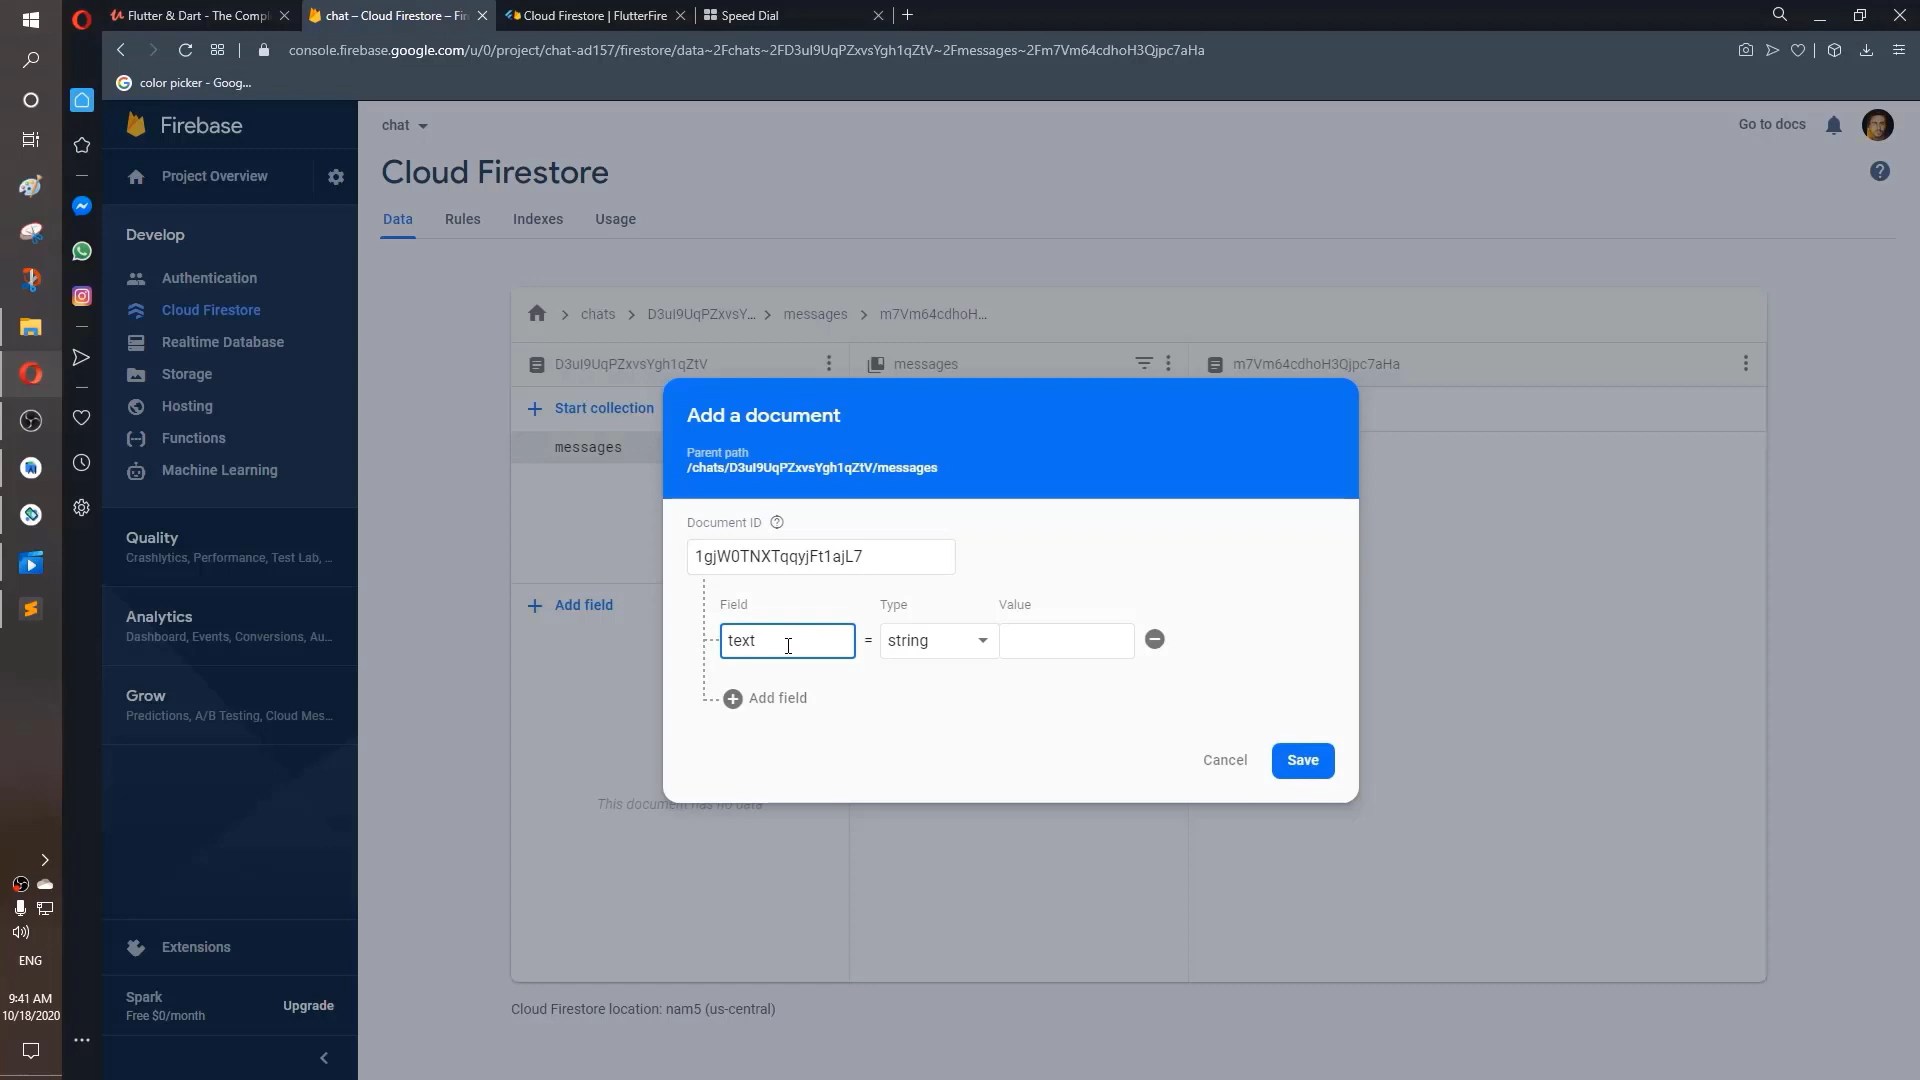 Flutter & Dart - The Compl
chat – Cloud Firestore – Fir
Cloud Firestore | FlutterFire
Speed Dial
console.firebase.google.com/u/0/project/chat-ad157/firestore/data~2Fchats~2FD3uI9UqPZxvsYgh1qZtV~2Fmessages~2Fm7Vm64cdhoH3Qjpc7aHa
color picker - Goog...
Firebase
chat
Go to docs
Project Overview
Cloud Firestore
Data
Rules
Indexes
Usage
Develop
Authentication
Cloud Firestore
Realtime Database
Storage
Hosting
Functions
Machine Learning
Quality
Crashlytics, Performance, Test Lab, ...
Analytics
Dashboard, Events, Conversions, Au...
Grow
Predictions, A/B Testing, Cloud Mes...
Extensions
Spark
Free $0/month
Upgrade
chats
D3uI9UqPZxvsY...
messages
m7Vm64cdhoH...
D3uI9UqPZxvsYgh1qZtV
messages
m7Vm64cdhoH3Qjpc7aHa
Start collection
messages
Add field
This document has no data
Add a document
Parent path
/chats/D3uI9UqPZxvsYgh1qZtV/messages
Document ID
1gjW0TNXTqqyjFt1ajL7
Field
Type
Value
text
=
string
Add field
Cancel
Save
Cloud Firestore location: nam5 (us-central)
ENG
9:41 AM
10/18/2020